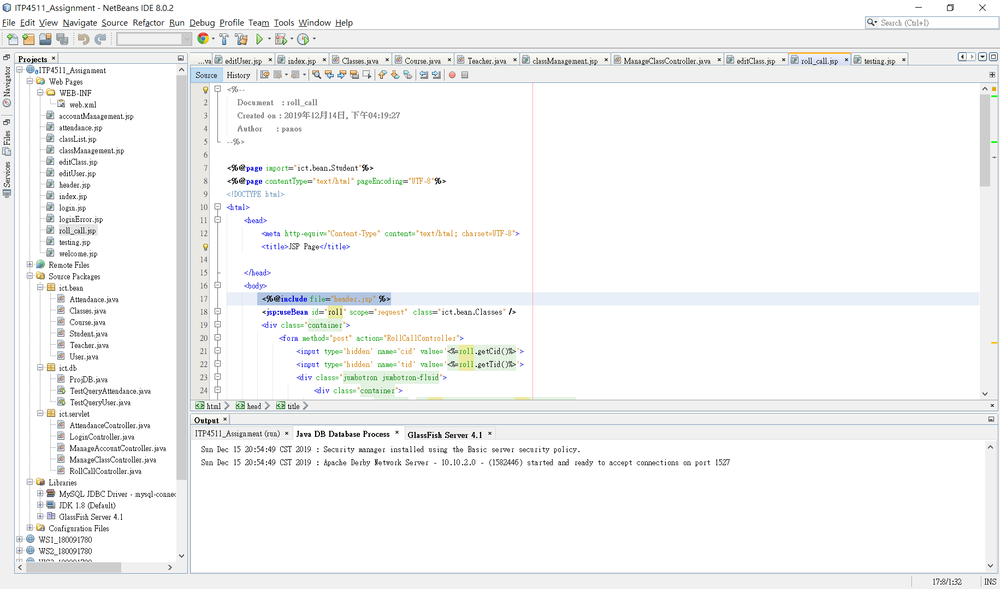 ITP4511_Assignment - NetBeans IDE 8.0.2
File Edit View Navigate Source Refactor Run Debug Profile Team Tools Window Help
Search (Ctrl+I)
Navigator
Files
Services
Projects
ITP4511_Assignment
Web Pages
WEB-INF
web.xml
accountManagement.jsp
attendance.jsp
classList.jsp
classManagement.jsp
editClass.jsp
editUser.jsp
header.jsp
index.jsp
login.jsp
loginError.jsp
roll_call.jsp
testing.jsp
welcome.jsp
Remote Files
Source Packages
ict.bean
Attendance.java
Classes.java
Course.java
Student.java
Teacher.java
User.java
ict.db
ProjDB.java
TestQueryAttendance.java
TestQueryUser.java
ict.servlet
AttendanceController.java
LoginController.java
ManageAccountController.java
ManageClassController.java
RollCallController.java
Libraries
MySQL JDBC Driver - mysql-connec
JDK 1.8 (Default)
GlassFish Server 4.1
Configuration Files
WS1_180091780
WS2_180091780
...va editUser.jsp index.jsp Classes.java Course.java Teacher.java classManagement.jsp ManageClassController.java editClass.jsp roll_call.jsp testing.jsp
Source History
<%--
2 Document : roll_call
3 Created on : 2019年12月14日, 下午04:19:27
4 Author : panos
5 --%>
6
7 <%@page import="ict.bean.Student"%>
8 <%@page contentType="text/html" pageEncoding="UTF-8"%>
9 <!DOCTYPE html>
10 <html>
11 <head>
12 <meta http-equiv="Content-Type" content="text/html; charset=UTF-8">
<title>JSP Page</title>
14
15 </head>
16 <body>
17 <%@include file="header.jsp" %>
18 <jsp:useBean id="roll" scope="request" class="ict.bean.Classes" />
19 <div class="container">
20 <form method="post" action="RollCallController">
21 <input type='hidden' name='cid' value='<%=roll.getCid()%>'>
22 <input type='hidden' name='tid' value='<%=roll.getTid()%>'>
23 <div class="jumbotron jumbotron-fluid">
24 <div class="container">
html head title
Output
ITP4511_Assignment (run) Java DB Database Process GlassFish Server 4.1
Sun Dec 15 20:54:49 CST 2019 : Security manager installed using the Basic server security policy.
Sun Dec 15 20:54:49 CST 2019 : Apache Derby Network Server - 10.10.2.0 - (1582446) started and ready to accept connections on port 1527
17:8/1:32 INS